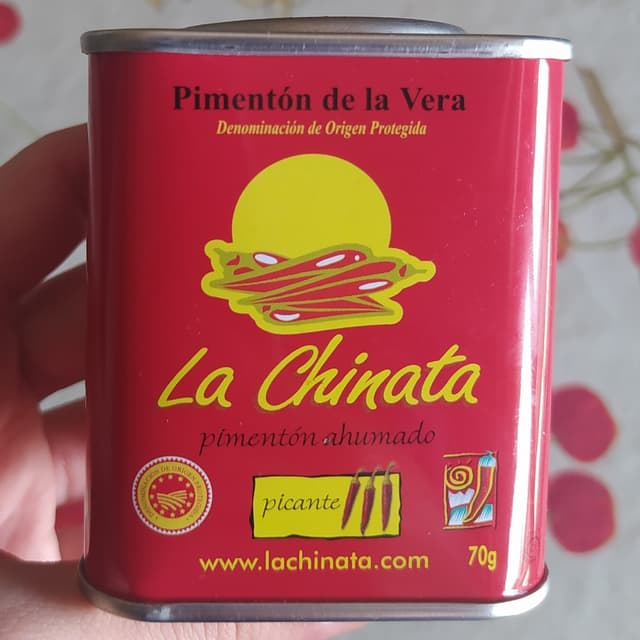 Pimentón de la Vera
Denominación de Origen Protegida
La Chinata
pimentón ahumado
picante
www.lachinata.com
70g